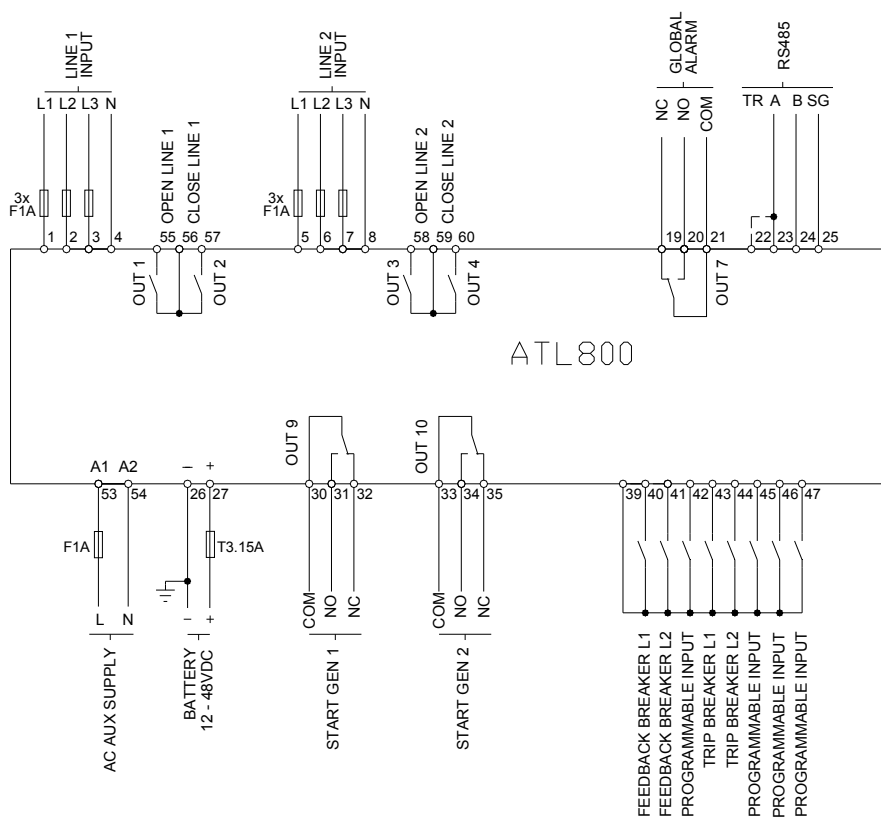 LINE 1
INPUT
L1 L2 L3 N
3x
F1A
1 2 3 4
OPEN LINE 1
CLOSE LINE 1
55 56 57
OUT 1
OUT 2
LINE 2
INPUT
L1 L2 L3 N
3x
F1A
5 6 7 8
OPEN LINE 2
CLOSE LINE 2
58 59 60
OUT 3
OUT 4
GLOBAL
ALARM
NC
NO
COM
19 20 21
OUT 7
RS485
TR A B SG
22 23 24 25
ATL800
A1 A2
53 54
F1A
L N
AC AUX SUPPLY
– +
26 27
T3.15A
– +
BATTERY
12 - 48VDC
OUT 9
30 31 32
COM
NO
NC
START GEN 1
OUT 10
33 34 35
COM
NO
NC
START GEN 2
39 40 41 42 43 44 45 46 47
FEEDBACK BREAKER L1
FEEDBACK BREAKER L2
PROGRAMMABLE INPUT
TRIP BREAKER L1
TRIP BREAKER L2
PROGRAMMABLE INPUT
PROGRAMMABLE INPUT
PROGRAMMABLE INPUT